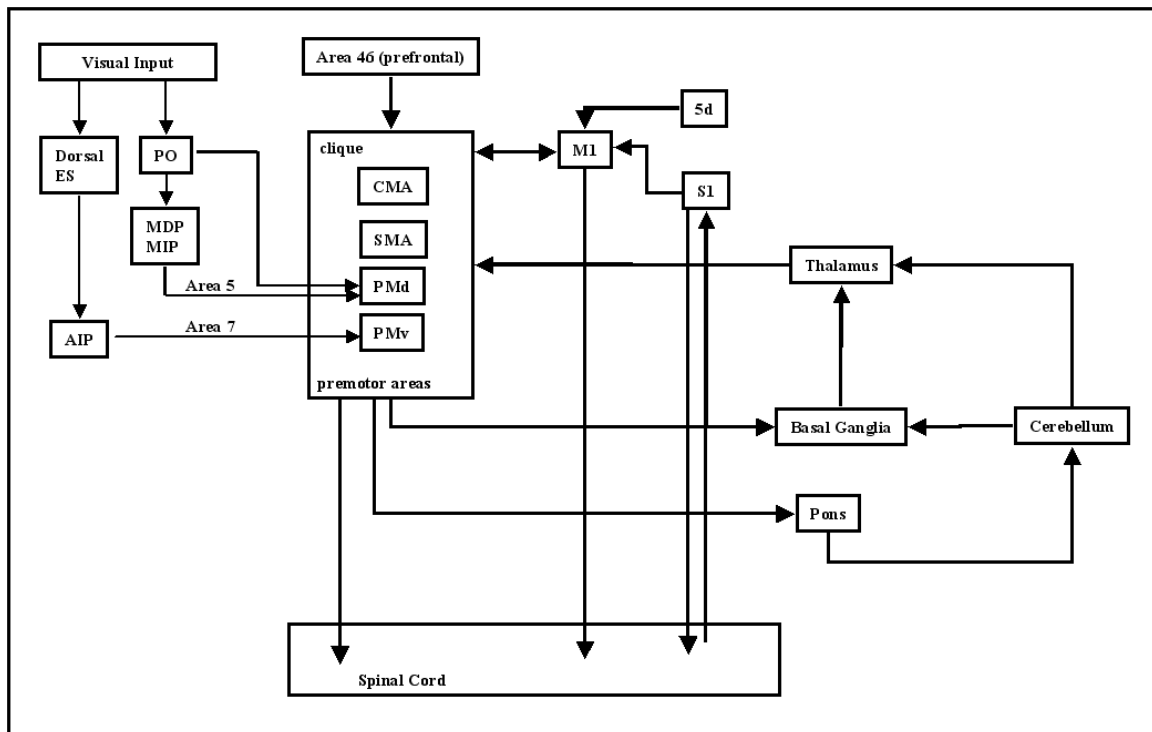 Visual Input
Area 46 (prefrontal)
5d
Dorsal
ES
PO
clique
M1
CMA
S1
MDP
MIP
SMA
Thalamus
Area 5
PMd
Area 7
AIP
PMv
premotor areas
Basal Ganglia
Cerebellum
Pons
Spinal Cord